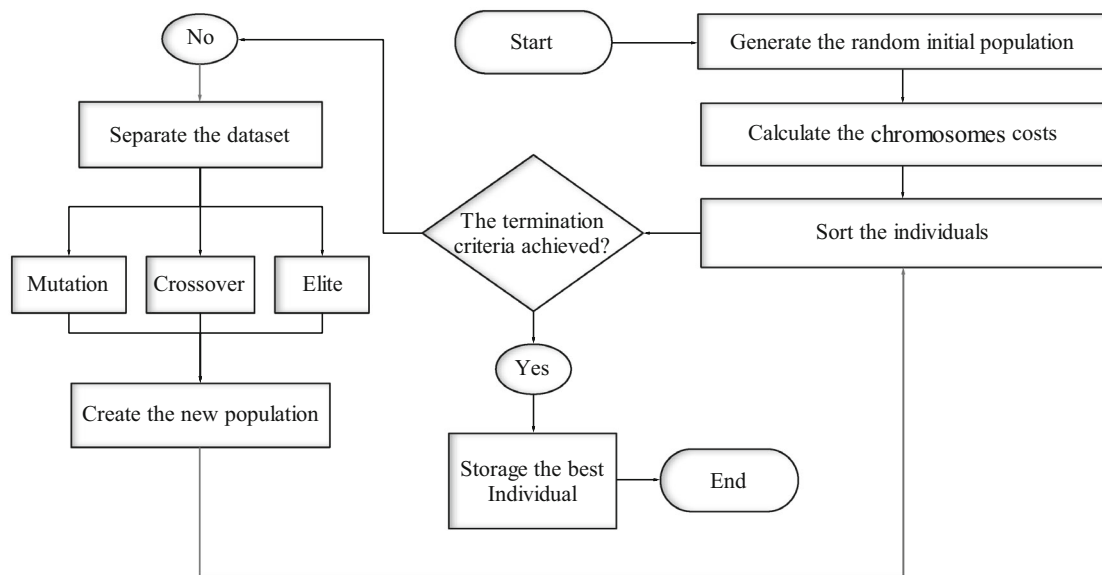 Start
Generate the random initial population
Calculate the chromosomes costs
Sort the individuals
The termination
criteria achieved?
No
Separate the dataset
Mutation
Crossover
Elite
Create the new population
Yes
Storage the best
Individual
End